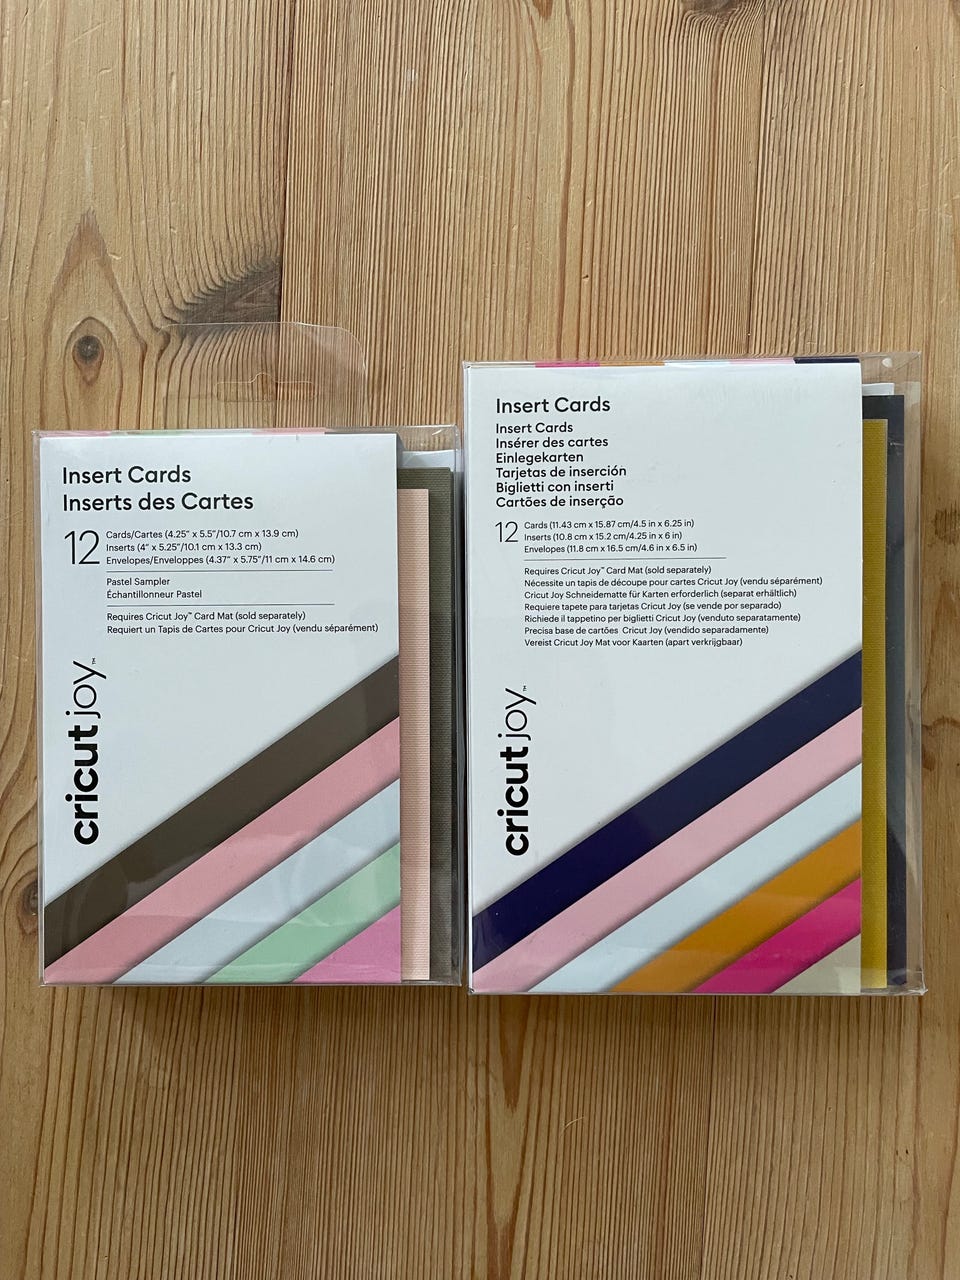 Insert Cards
Inserts des Cartes
12
Cards/Cartes (4.25” x 5.5”/10.7 cm x 13.9 cm)
Inserts (4” x 5.25”/10.1 cm x 13.3 cm)
Envelopes/Enveloppes (4.37” x 5.75”/11 cm x 14.6 cm)
Pastel Sampler
Échantillonneur Pastel
Requires Cricut Joy™ Card Mat (sold separately)
Requiert un Tapis de Cartes pour Cricut Joy (vendu séparément)
cricut joy™
Insert Cards
Insert Cards
Insérer des cartes
Einlegekarten
Tarjetas de inserción
Biglietti con inserti
Cartões de inserção
12
Cards (11.43 cm x 15.87 cm/4.5 in x 6.25 in)
Inserts (10.8 cm x 15.2 cm/4.25 in x 6 in)
Envelopes (11.8 cm x 16.5 cm/4.6 in x 6.5 in)
Requires Cricut Joy™ Card Mat (sold separately)
Nécessite un tapis de découpe pour cartes Cricut Joy (vendu séparément)
Cricut Joy Schneidematte für Karten erforderlich (separat erhältlich)
Requiere tapete para tarjetas Cricut Joy (se vende por separado)
Richiede il tappetino per biglietti Cricut Joy (venduto separatamente)
Precisa base de cartões Cricut Joy (vendido separadamente)
Vereist Cricut Joy Mat voor Kaarten (apart verkrijgbaar)
cricut joy™